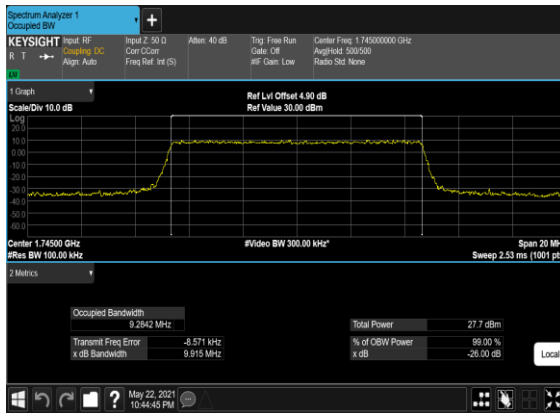 Spectrum Analyzer 1
Occupied BW
KEYSIGHT Input: RF Input Z: 50 Ω Atten: 40 dB Trig: Free Run Center Freq: 1.745000000 GHz
R T Coupling: DC Corr CCorr Gate: Off Avg|Hold: 500/500
Align: Auto Freq Ref: Int (S) #IF Gain: Low Radio Std: None
LVI
1 Graph
Scale/Div 10.0 dB
Ref Lvl Offset 4.90 dB
Ref Value 30.00 dBm
Log
20.0
10.0
0.00
-10.0
-20.0
-30.0
-40.0
-50.0
-60.0
Center 1.74500 GHz #Video BW 300.00 kHz* Span 20 MH
#Res BW 100.00 kHz Sweep 2.53 ms (1001 pt
2 Metrics
Occupied Bandwidth
9.2842 MHz
Total Power 27.7 dBm
Transmit Freq Error -8.571 kHz % of OBW Power 99.00 %
x dB Bandwidth 9.915 MHz x dB -26.00 dB
Local
May 22, 2021
10:44:45 PM